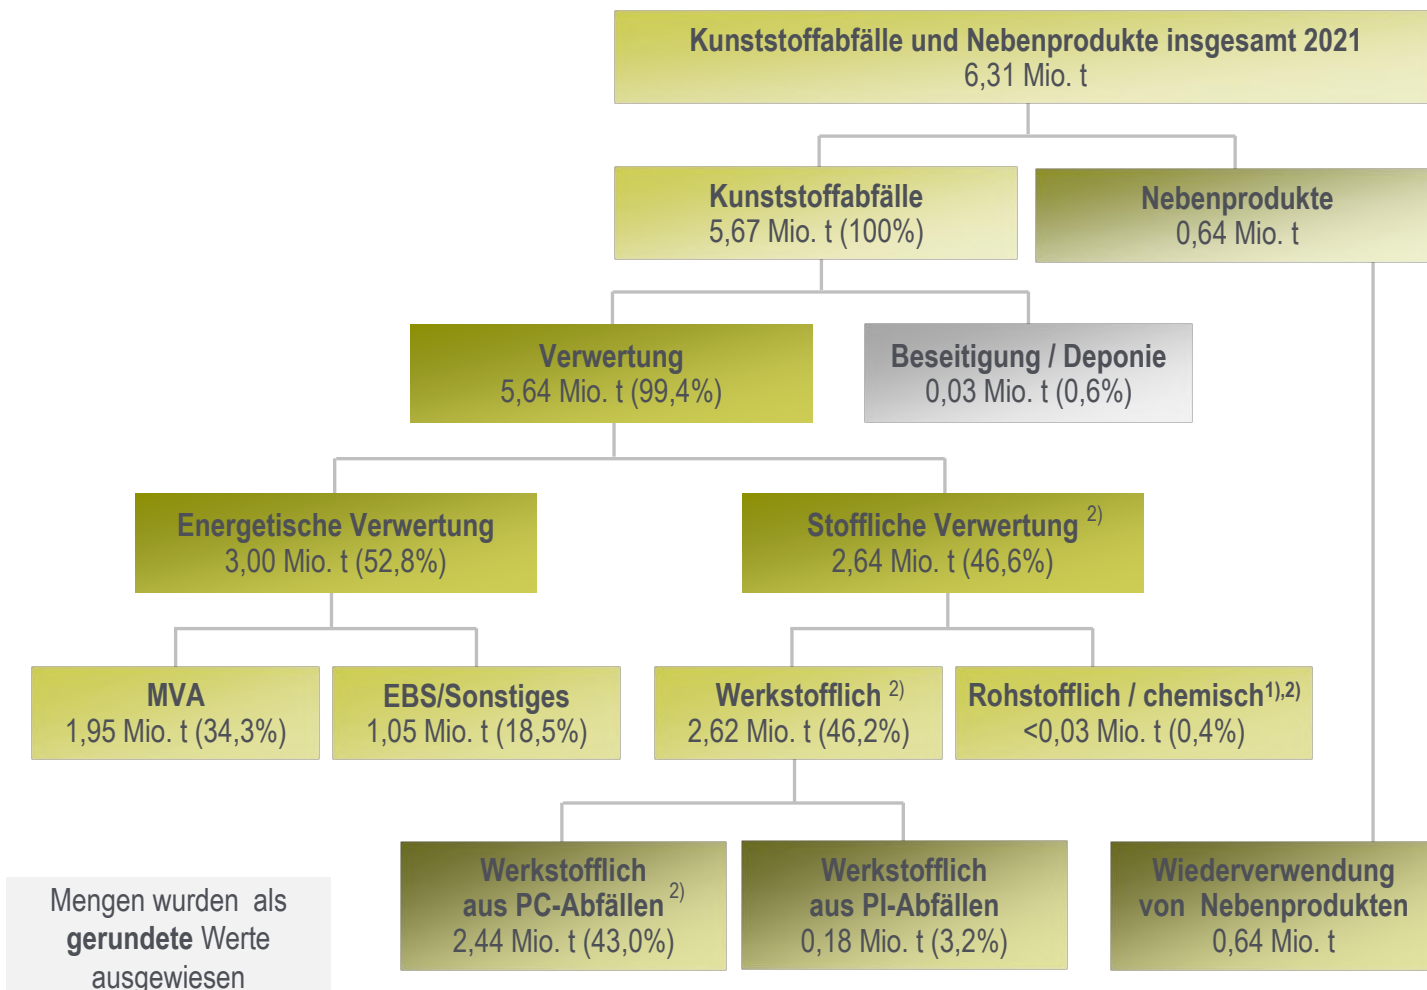 Kunststoffabfälle und Nebenprodukte insgesamt 2021
6,31 Mio. t
Kunststoffabfälle
5,67 Mio. t (100%)
Nebenprodukte
0,64 Mio. t
Verwertung
5,64 Mio. t (99,4%)
Beseitigung / Deponie
0,03 Mio. t (0,6%)
Energetische Verwertung
3,00 Mio. t (52,8%)
Stoffliche Verwertung 2)
2,64 Mio. t (46,6%)
MVA
1,95 Mio. t (34,3%)
EBS/Sonstiges
1,05 Mio. t (18,5%)
Werkstofflich 2)
2,62 Mio. t (46,2%)
Rohstofflich / chemisch1),2)
<0,03 Mio. t (0,4%)
Werkstofflich
aus PC-Abfällen 2)
2,44 Mio. t (43,0%)
Werkstofflich
aus PI-Abfällen
0,18 Mio. t (3,2%)
Wiederverwendung
von Nebenprodukten
0,64 Mio. t
Mengen wurden als
gerundete Werte
ausgewiesen